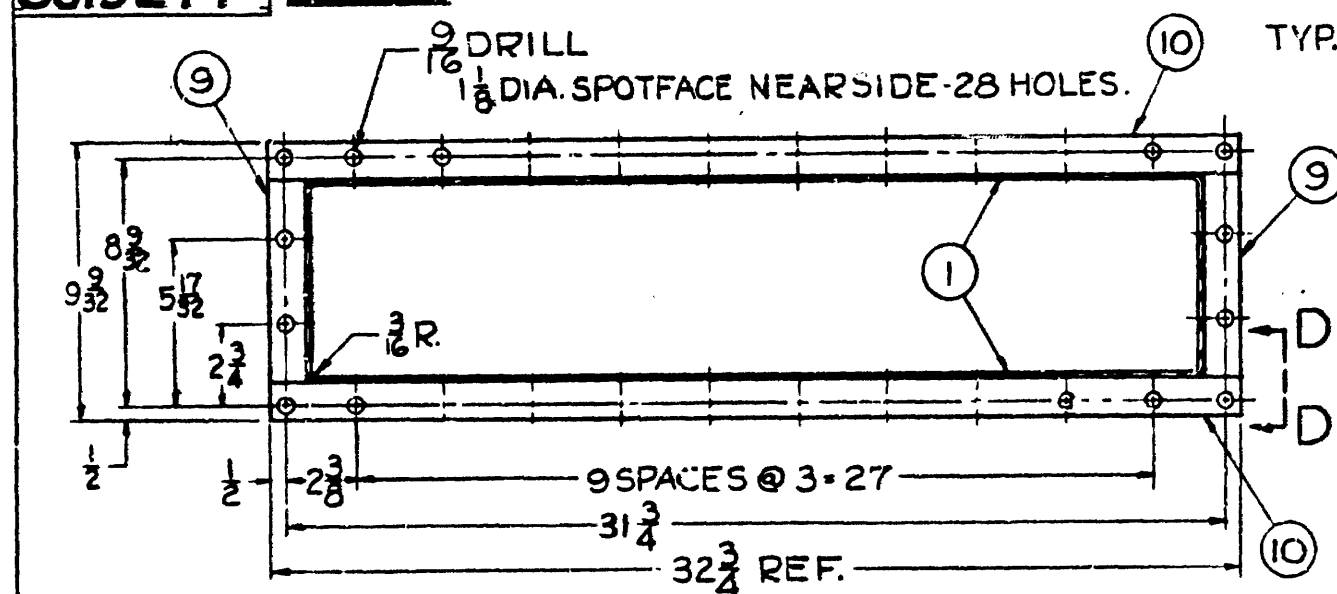 9/16 DRILL
1 1/8 DIA. SPOTFACE NEARSIDE-28 HOLES.
10
TYP.
9
9
9 9/32
8 9/32
5 17/32
2 3/4
3/16 R.
1
D
D
1/2
1/2
2 3/8
9 SPACES @ 3=27
31 3/4
32 3/4 REF.
10